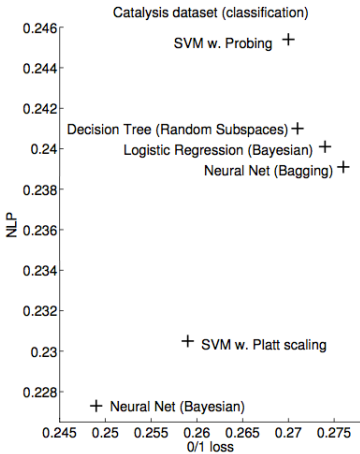 Catalysis dataset (classification)
0.246
SVM w. Probing
0.244
0.242
Decision Tree (Random Subspaces)
Logistic Regression (Bayesian)
0.24
Neural Net (Bagging)
0.238
NLP
0.236
0.234
0.232
0.23
SVM w. Platt scaling
0.228
Neural Net (Bayesian)
0.245 0.25 0.255 0.26 0.265 0.27 0.275
0/1 loss